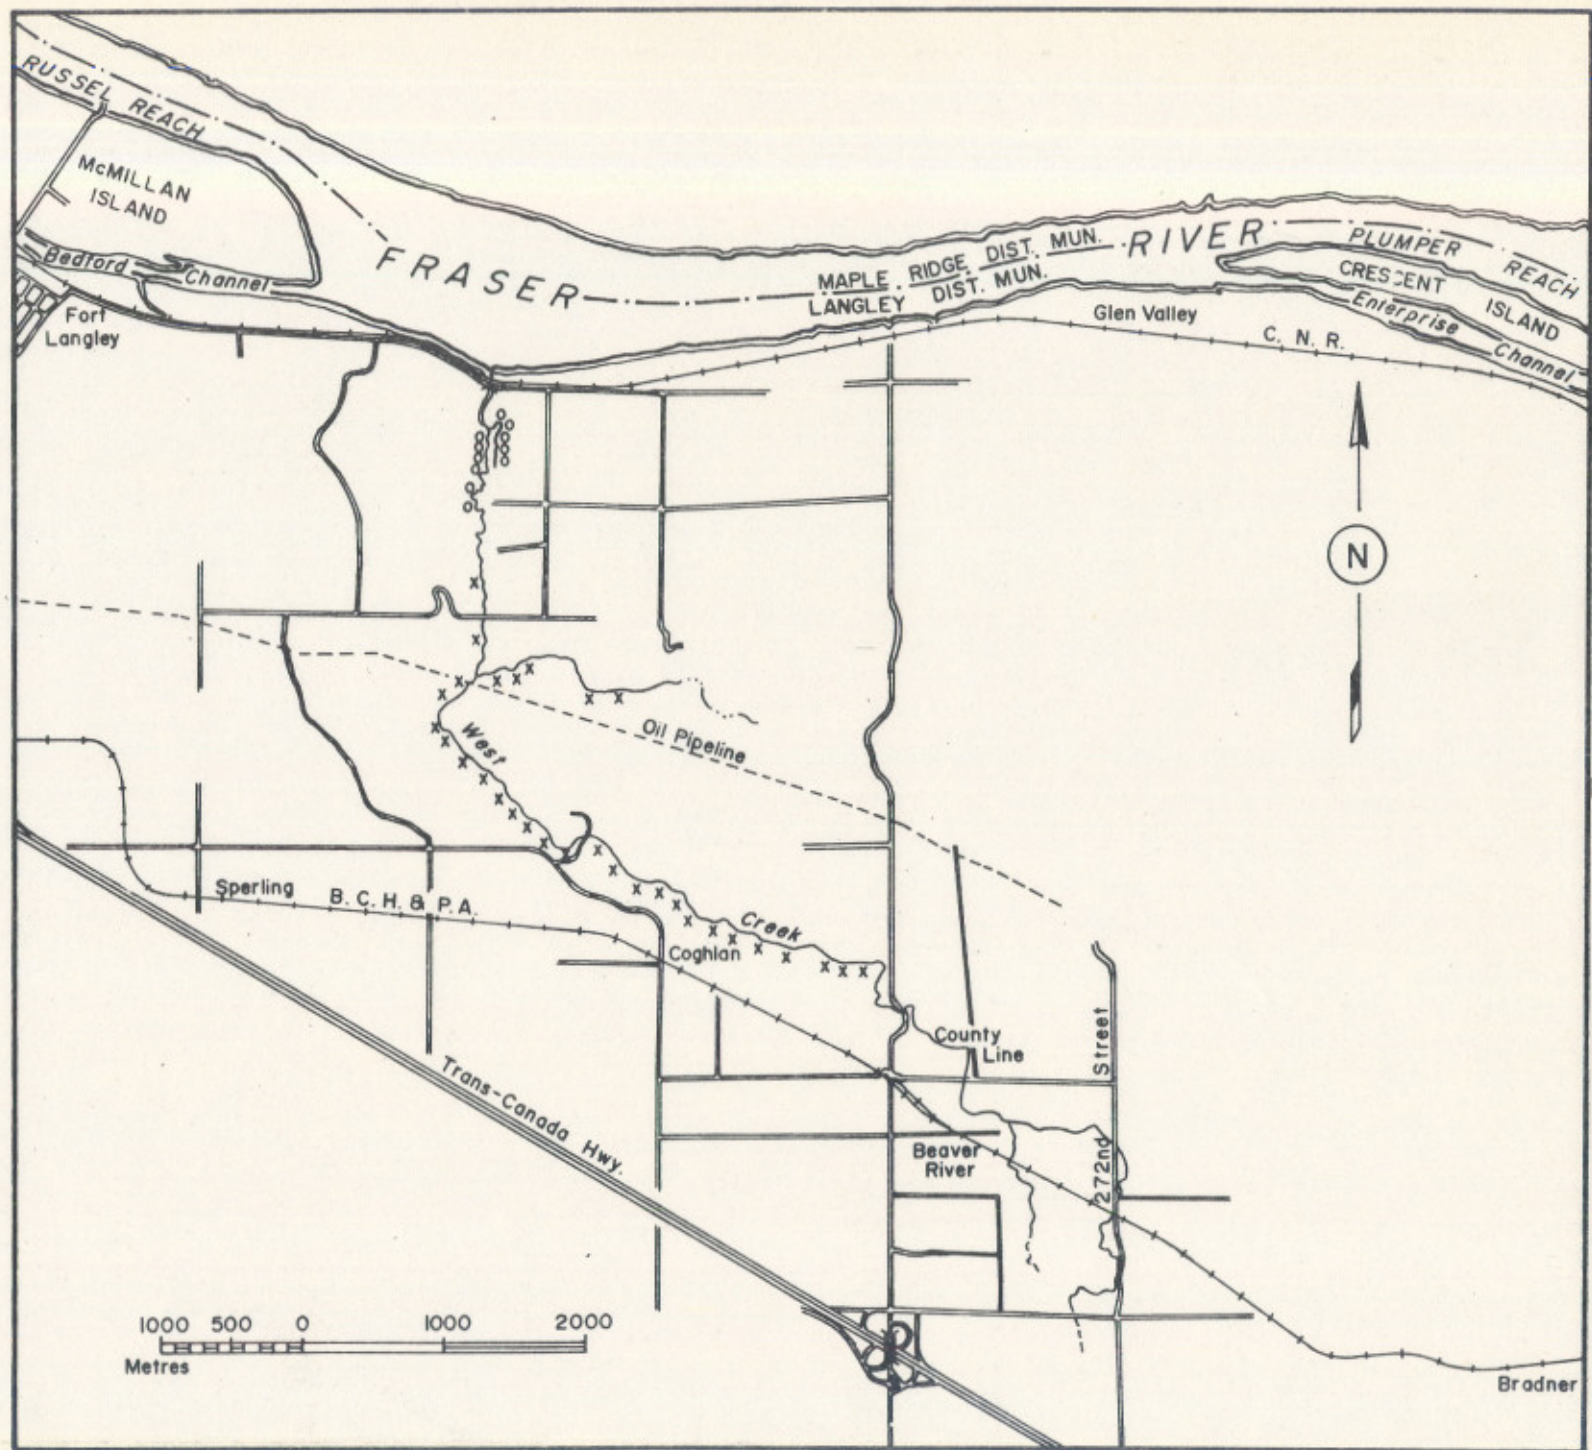 RUSSEL REACH
McMILLAN
ISLAND
Bedford Channel
Fort
Langley
FRASER RIVER
MAPLE RIDGE DIST. MUN.
LANGLEY DIST. MUN.
PLUMPER REACH
CRESCENT ISLAND
Enterprise Channel
Glen Valley
C. N. R.
N
Oil Pipeline
West Creek
Sperling
B. C. H. & P. A.
Coghlan
County
Line
272nd Street
Trans-Canada Hwy.
Beaver
River
1000 500 0 1000 2000
Metres
Bradner